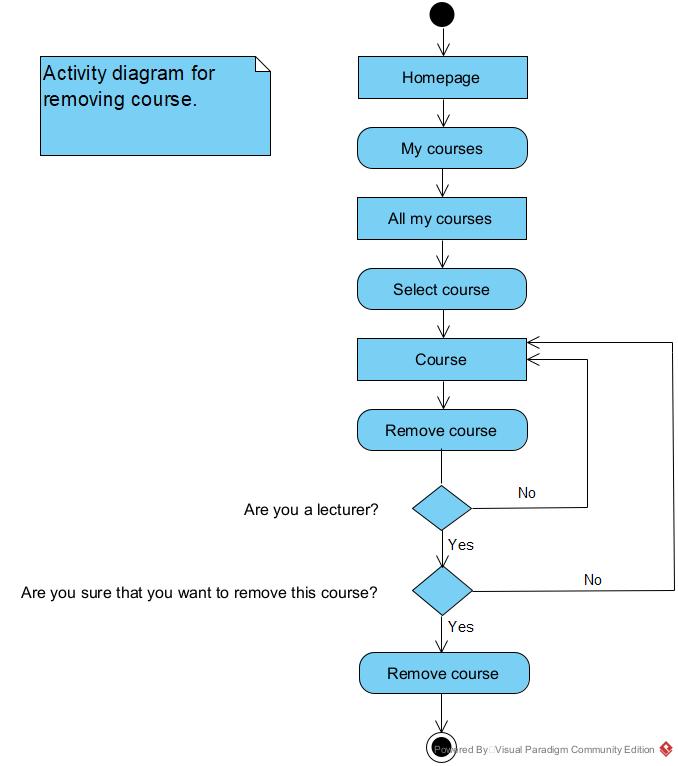 Activity diagram for
removing course.
Homepage
My courses
All my courses
Select course
Course
Remove course
No
Are you a lecturer?
Yes
No
Are you sure that you want to remove this course?
Yes
Remove course
Powered By Visual Paradigm Community Edition